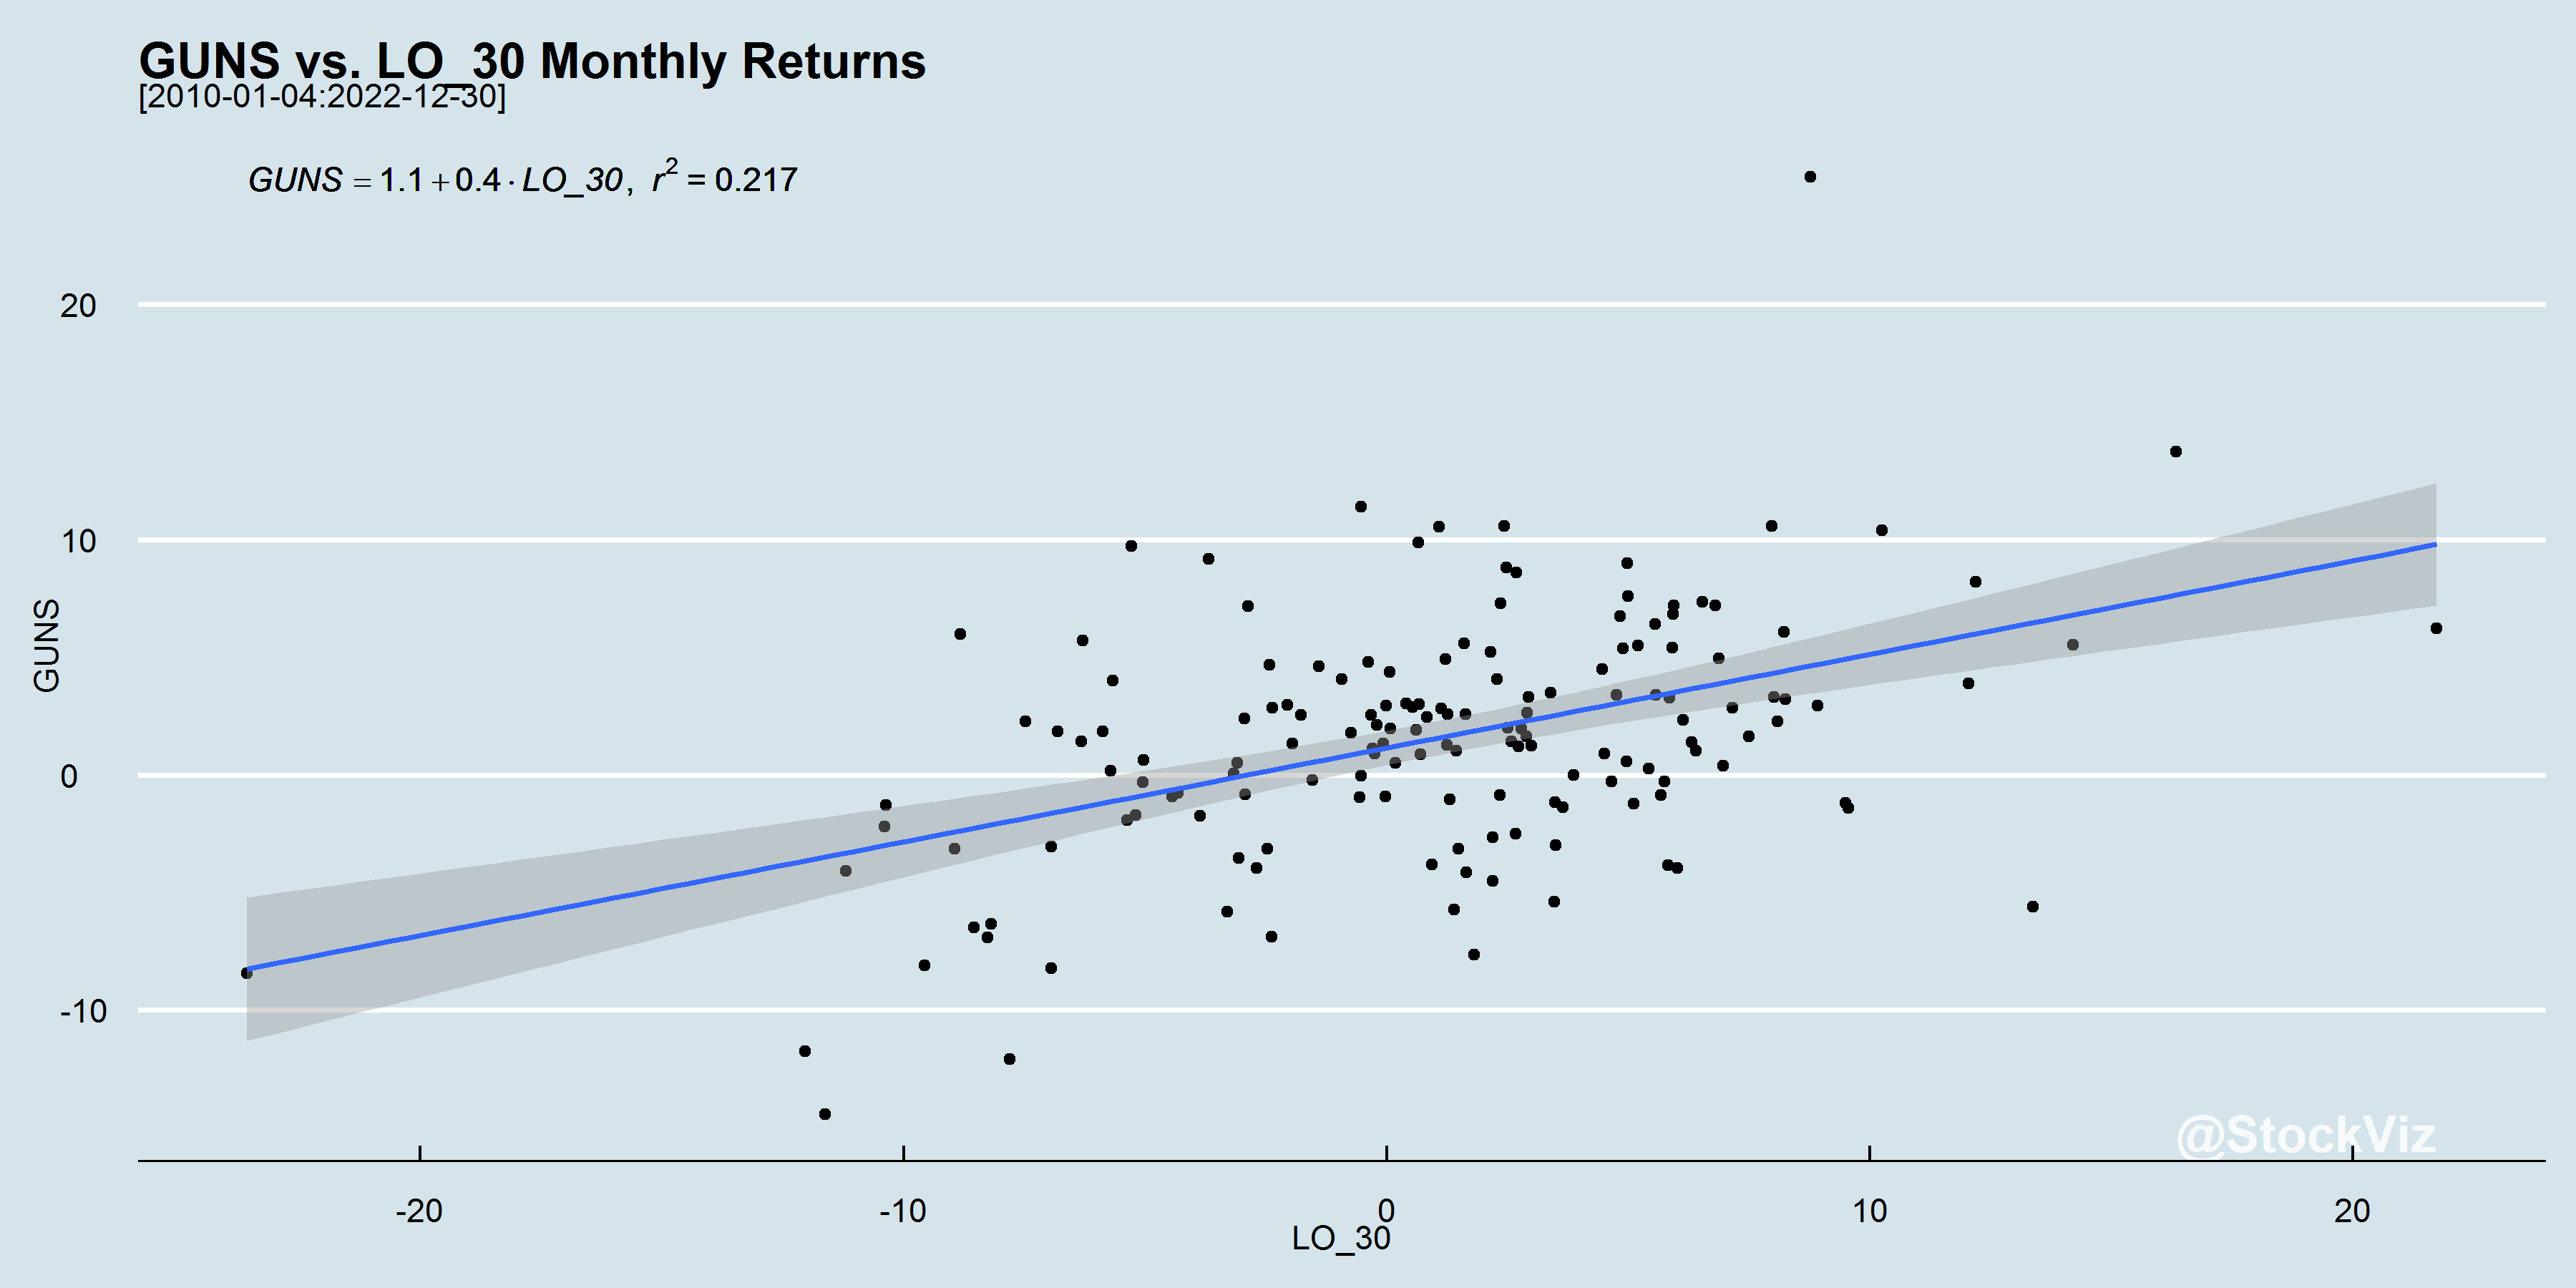 GUNS vs. LO_30 Monthly Returns
[2010-01-04:2022-12-30]
GUNS = 1.1 + 0.4 · LO_30, r² = 0.217
20
10
0
-10
GUNS
@StockViz
-20 -10 0 10 20
LO_30